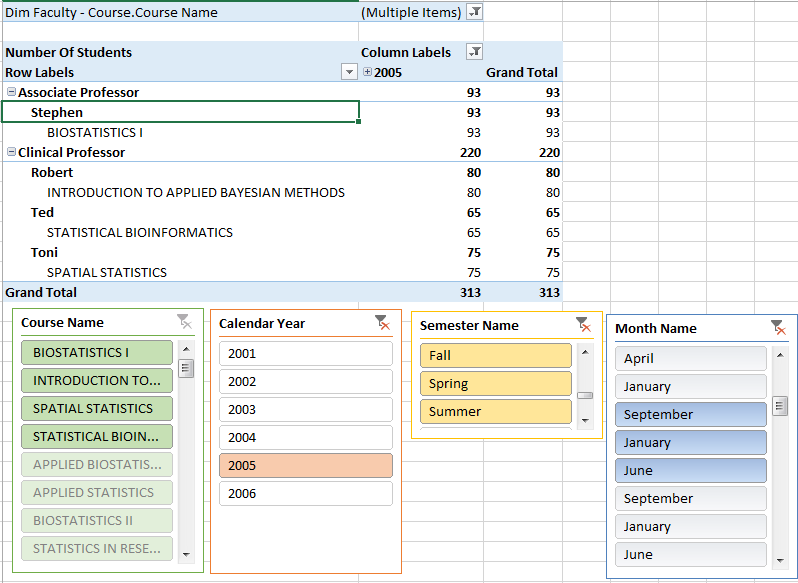 Dim Faculty - Course.Course Name (Multiple Items)
Number Of Students Column Labels
Row Labels 2005 Grand Total
Associate Professor 93 93
Stephen 93 93
BIOSTATISTICS I 93 93
Clinical Professor 220 220
Robert 80 80
INTRODUCTION TO APPLIED BAYESIAN METHODS 80 80
Ted 65 65
STATISTICAL BIOINFORMATICS 65 65
Toni 75 75
SPATIAL STATISTICS 75 75
Grand Total 313 313
Course Name
BIOSTATISTICS I
INTRODUCTION TO...
SPATIAL STATISTICS
STATISTICAL BIOIN...
APPLIED BIOSTATIS...
APPLIED STATISTICS
BIOSTATISTICS II
STATISTICS IN RESE...
Calendar Year
2001
2002
2003
2004
2005
2006
Semester Name
Fall
Spring
Summer
Month Name
April
January
September
January
June
September
January
June